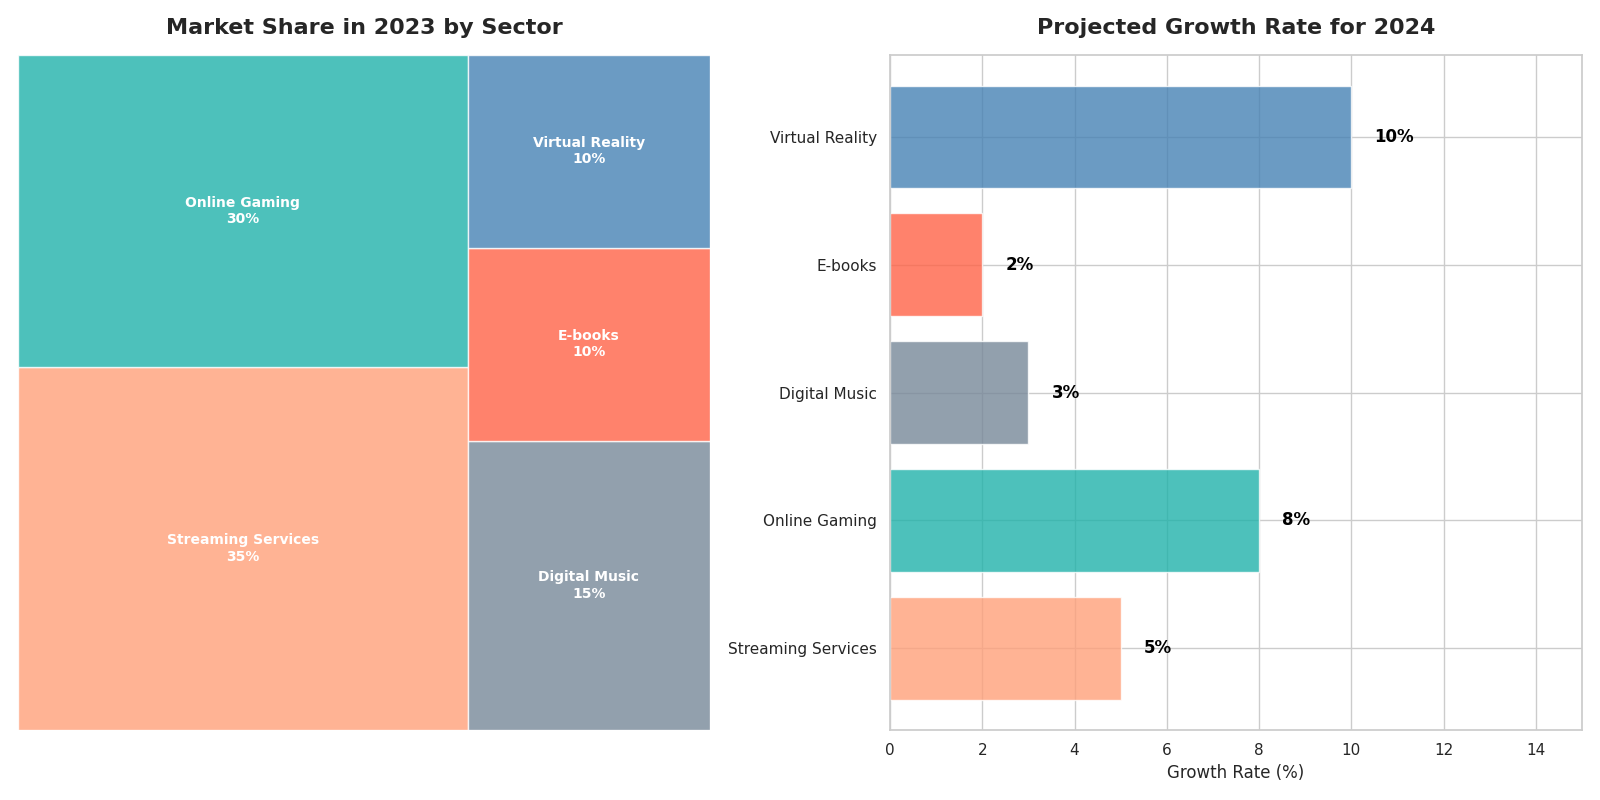 Market Share in 2023 by Sector
Online Gaming
30%
Streaming Services
35%
Virtual Reality
10%
E-books
10%
Digital Music
15%
Projected Growth Rate for 2024
Virtual Reality
10%
E-books
2%
Digital Music
3%
Online Gaming
8%
Streaming Services
5%
0 2 4 6 8 10 12 14
Growth Rate (%)